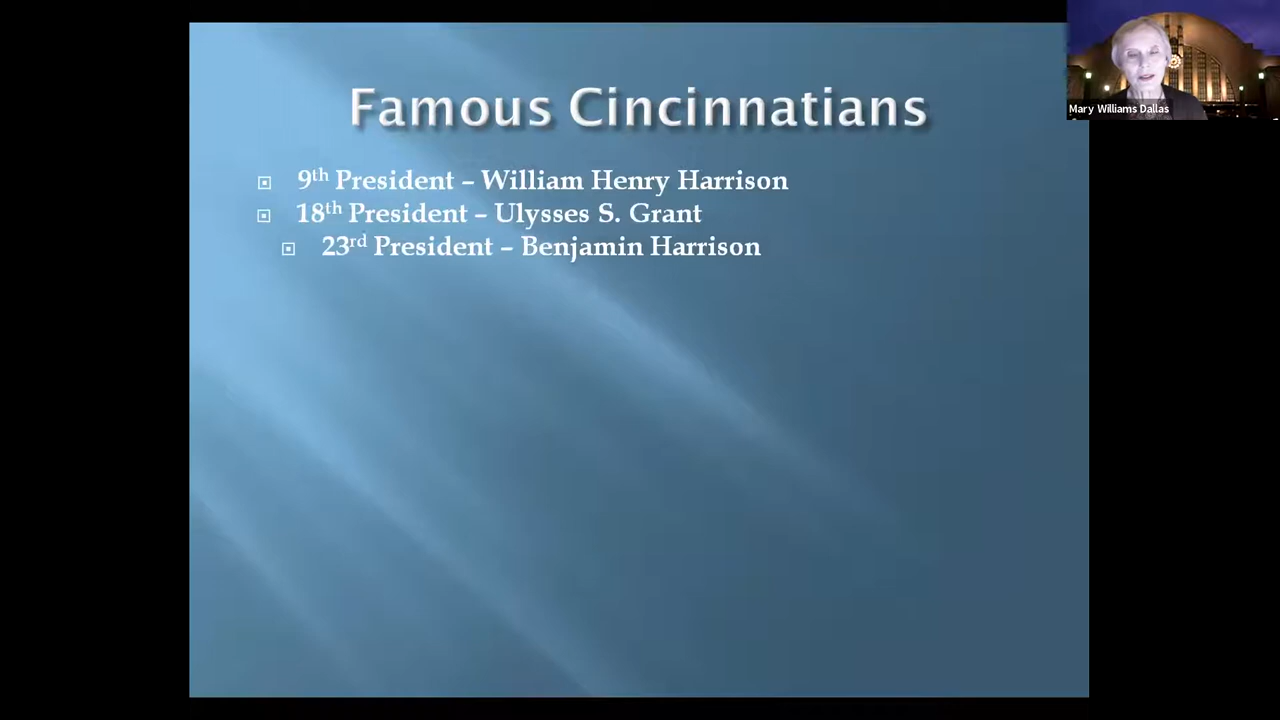 Famous Cincinnatians
9th President – William Henry Harrison
18th President – Ulysses S. Grant
23rd President – Benjamin Harrison
Mary Williams Dallas